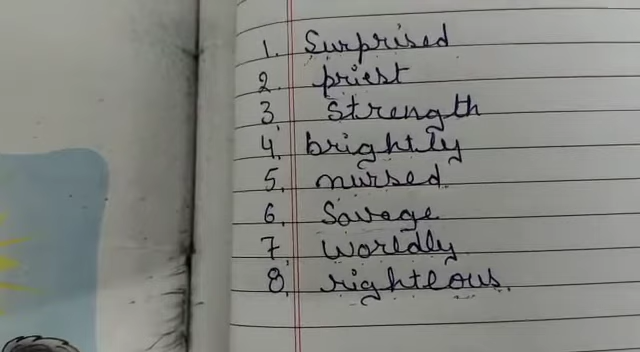 1. Surprised
2. priest
3. Strength
4. brightly
5. nursed.
6. Savage
7. worldly
8. righteous.